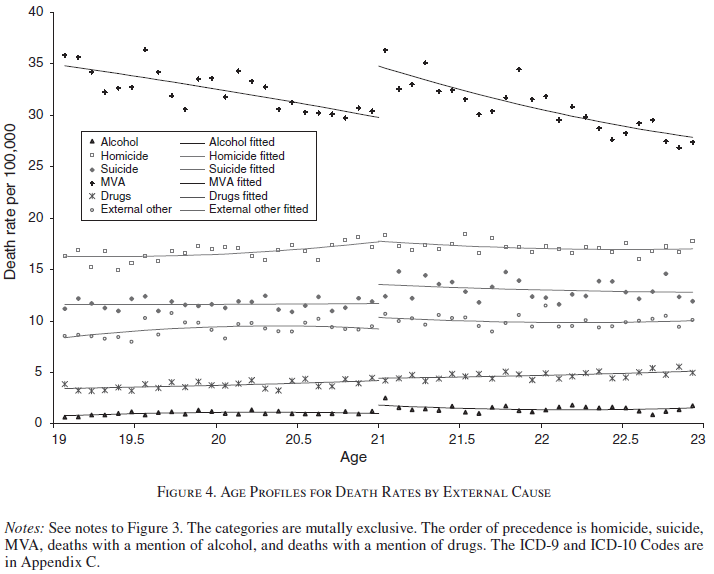 40
35
30
25
20
15
10
5
0
Death rate per 100,000
Alcohol
Homicide
Suicide
MVA
Drugs
External other
Alcohol fitted
Homicide fitted
Suicide fitted
MVA fitted
Drugs fitted
External other fitted
19 19.5 20 20.5 21 21.5 22 22.5 23
Age
FIGURE 4. AGE PROFILES FOR DEATH RATES BY EXTERNAL CAUSE
Notes: See notes to Figure 3. The categories are mutally exclusive. The order of precedence is homicide, suicide,
MVA, deaths with a mention of alcohol, and deaths with a mention of drugs. The ICD-9 and ICD-10 Codes are
in Appendix C.